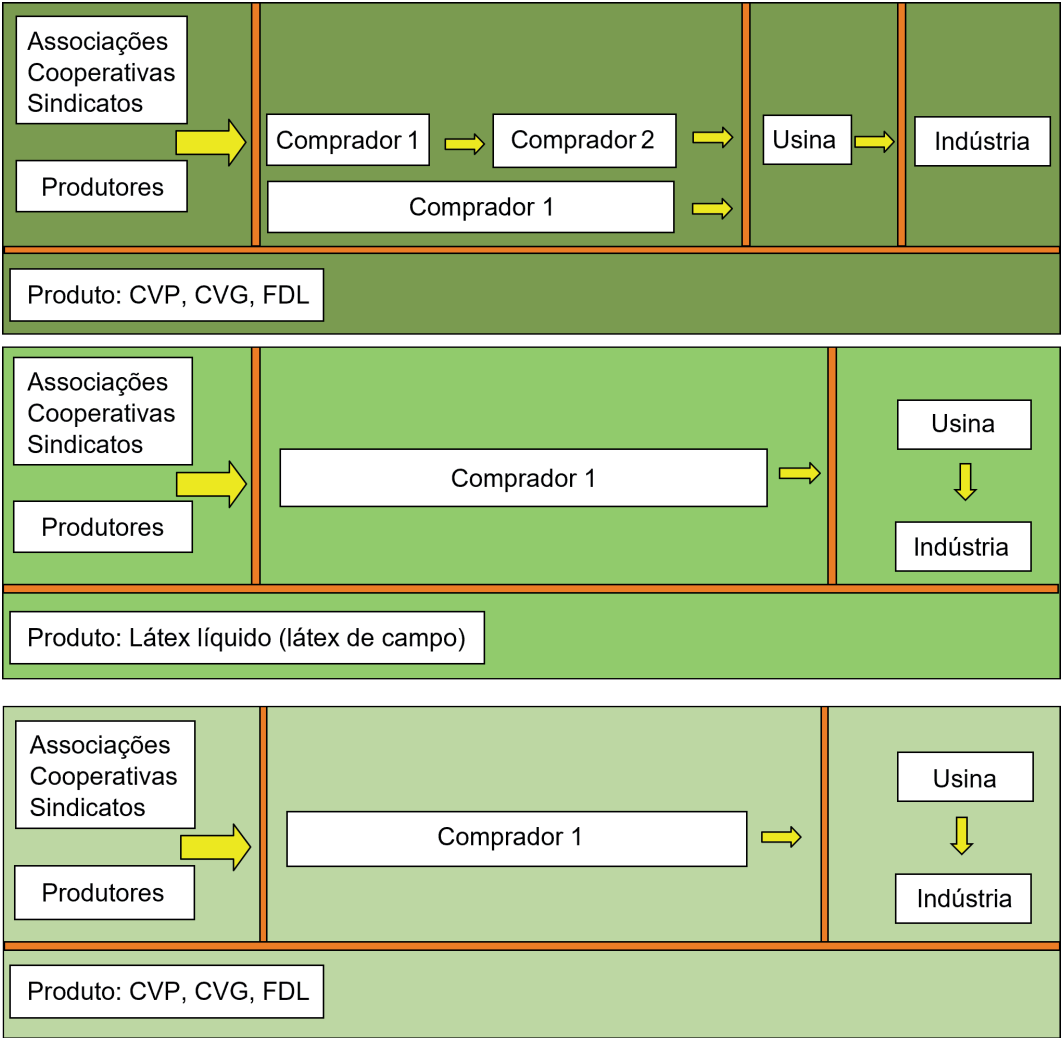 Associações
Cooperativas
Sindicatos
Produtores
Comprador 1
Comprador 2
Comprador 1
Usina
Indústria
Produto: CVP, CVG, FDL
Associações
Cooperativas
Sindicatos
Produtores
Comprador 1
Usina
Indústria
Produto: Látex líquido (látex de campo)
Associações
Cooperativas
Sindicatos
Produtores
Comprador 1
Usina
Indústria
Produto: CVP, CVG, FDL